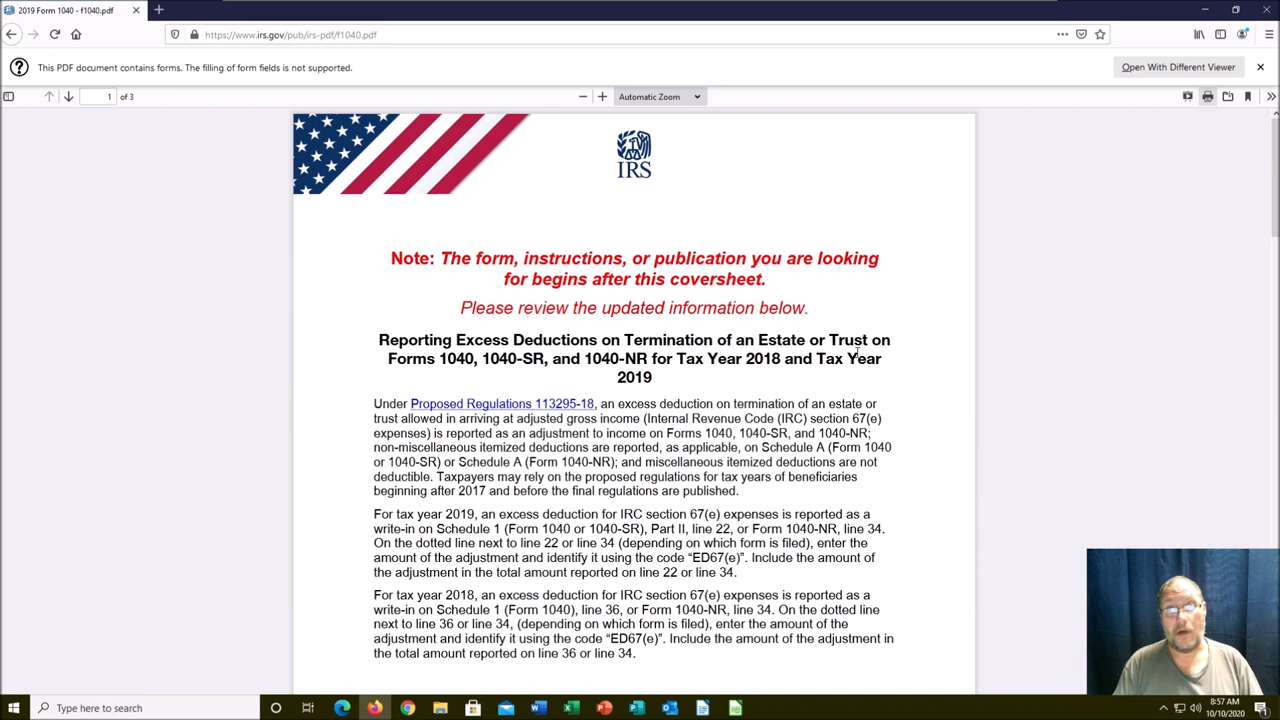 2019 Form 1040 - f1040.pdf
https://www.irs.gov/pub/irs-pdf/f1040.pdf
This PDF document contains forms. The filling of form fields is not supported.
Open With Different Viewer
1 of 3
Automatic Zoom
IRS
Note: The form, instructions, or publication you are looking
for begins after this coversheet.
Please review the updated information below.
Reporting Excess Deductions on Termination of an Estate or Trust on
Forms 1040, 1040-SR, and 1040-NR for Tax Year 2018 and Tax Year
2019
Under Proposed Regulations 113295-18, an excess deduction on termination of an estate or
trust allowed in arriving at adjusted gross income (Internal Revenue Code (IRC) section 67(e)
expenses) is reported as an adjustment to income on Forms 1040, 1040-SR, and 1040-NR;
non-miscellaneous itemized deductions are reported, as applicable, on Schedule A (Form 1040
or 1040-SR) or Schedule A (Form 1040-NR); and miscellaneous itemized deductions are not
deductible. Taxpayers may rely on the proposed regulations for tax years of beneficiaries
beginning after 2017 and before the final regulations are published.
For tax year 2019, an excess deduction for IRC section 67(e) expenses is reported as a
write-in on Schedule 1 (Form 1040 or 1040-SR), Part II, line 22, or Form 1040-NR, line 34.
On the dotted line next to line 22 or line 34 (depending on which form is filed), enter the
amount of the adjustment and identify it using the code “ED67(e)”. Include the amount of
the adjustment in the total amount reported on line 22 or line 34.
For tax year 2018, an excess deduction for IRC section 67(e) expenses is reported as a
write-in on Schedule 1 (Form 1040), line 36, or Form 1040-NR, line 34. On the dotted line
next to line 36 or line 34, (depending on which form is filed), enter the amount of the
adjustment and identify it using the code “ED67(e)”. Include the amount of the adjustment in
the total amount reported on line 36 or line 34.
Type here to search
8:57 AM
10/10/2020